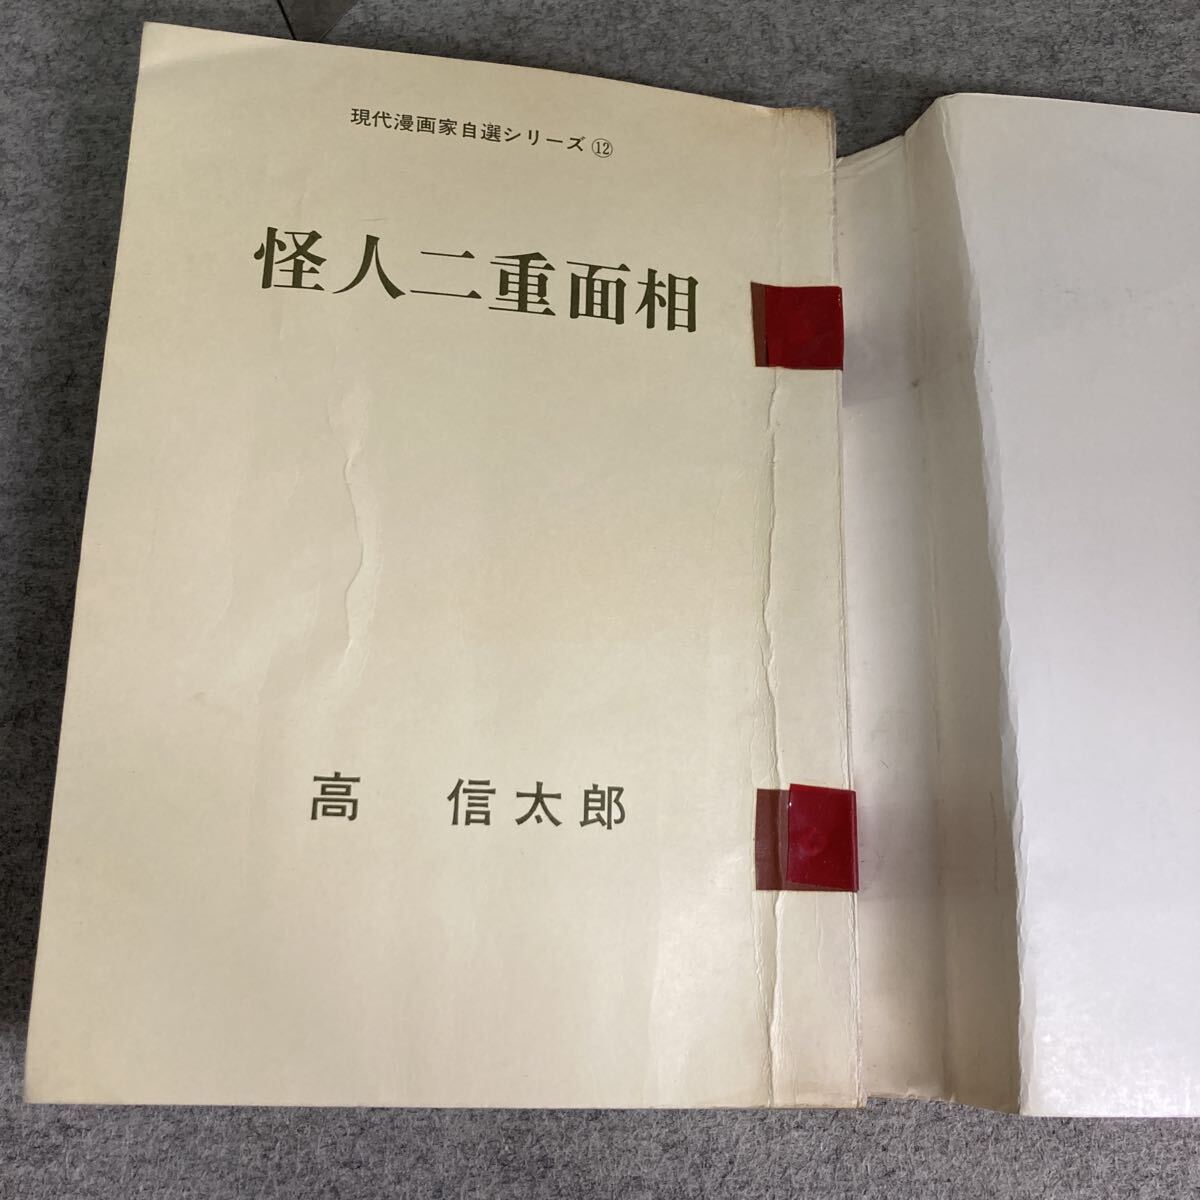 現代漫画家自選シリーズ⑫
怪人二重面相
高 信太郎